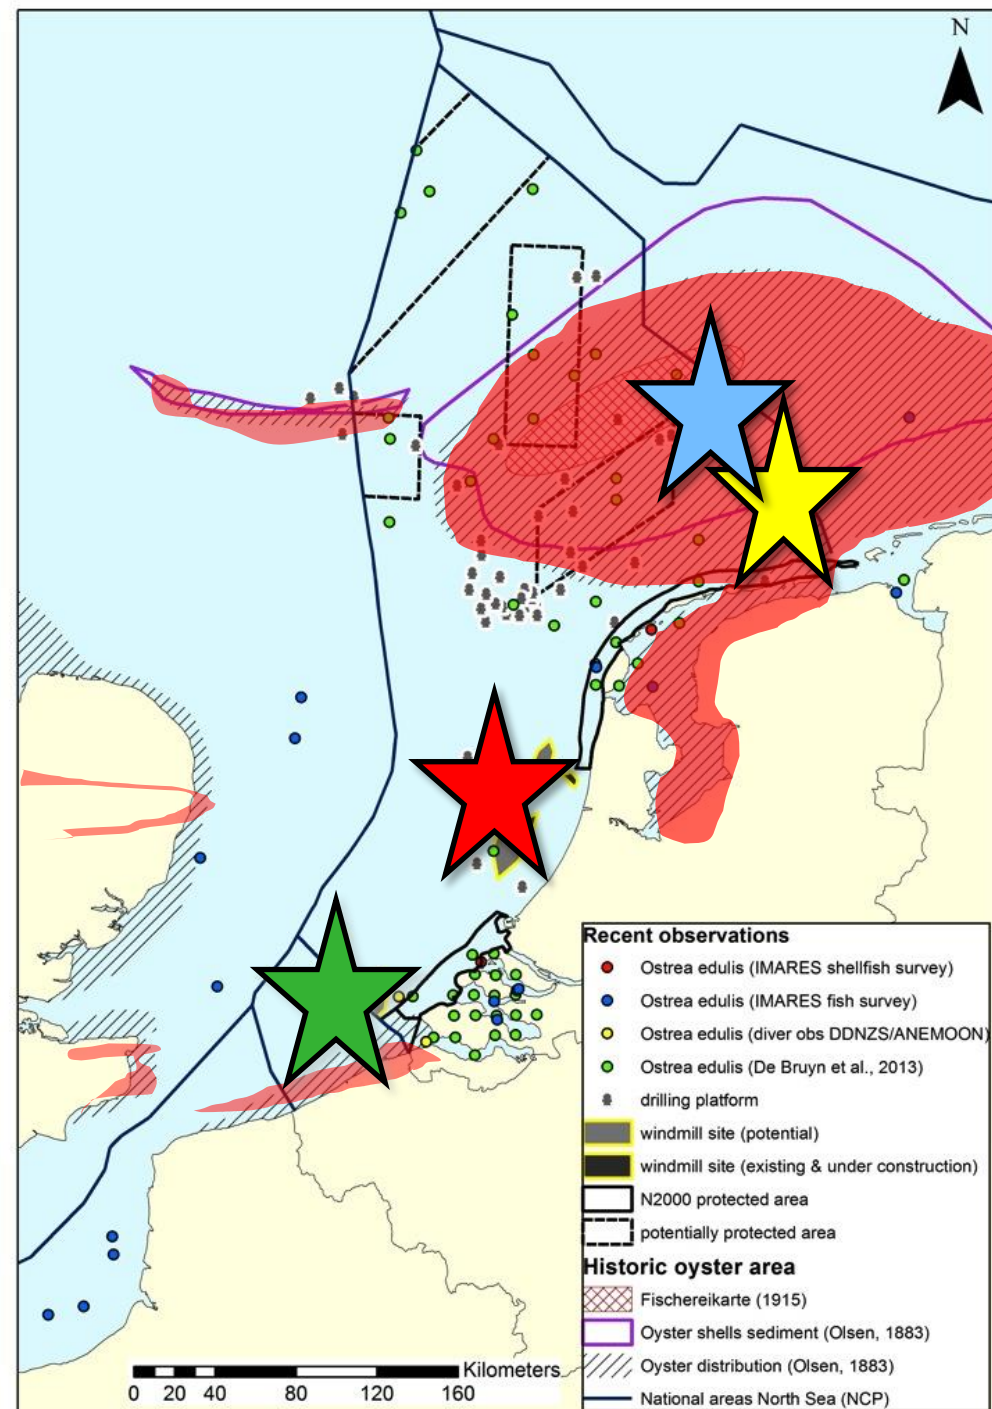 N
Recent observations
Ostrea edulis (IMARES shellfish survey)
Ostrea edulis (IMARES fish survey)
Ostrea edulis (diver obs DDNZS/ANEMOON)
Ostrea edulis (De Bruyn et al., 2013)
drilling platform
windmill site (potential)
windmill site (existing & under construction)
N2000 protected area
potentially protected area
Historic oyster area
Fischereikarte (1915)
Oyster shells sediment (Olsen, 1883)
Oyster distribution (Olsen, 1883)
National areas North Sea (NCP)
Kilometers
0 20 40 80 120 160